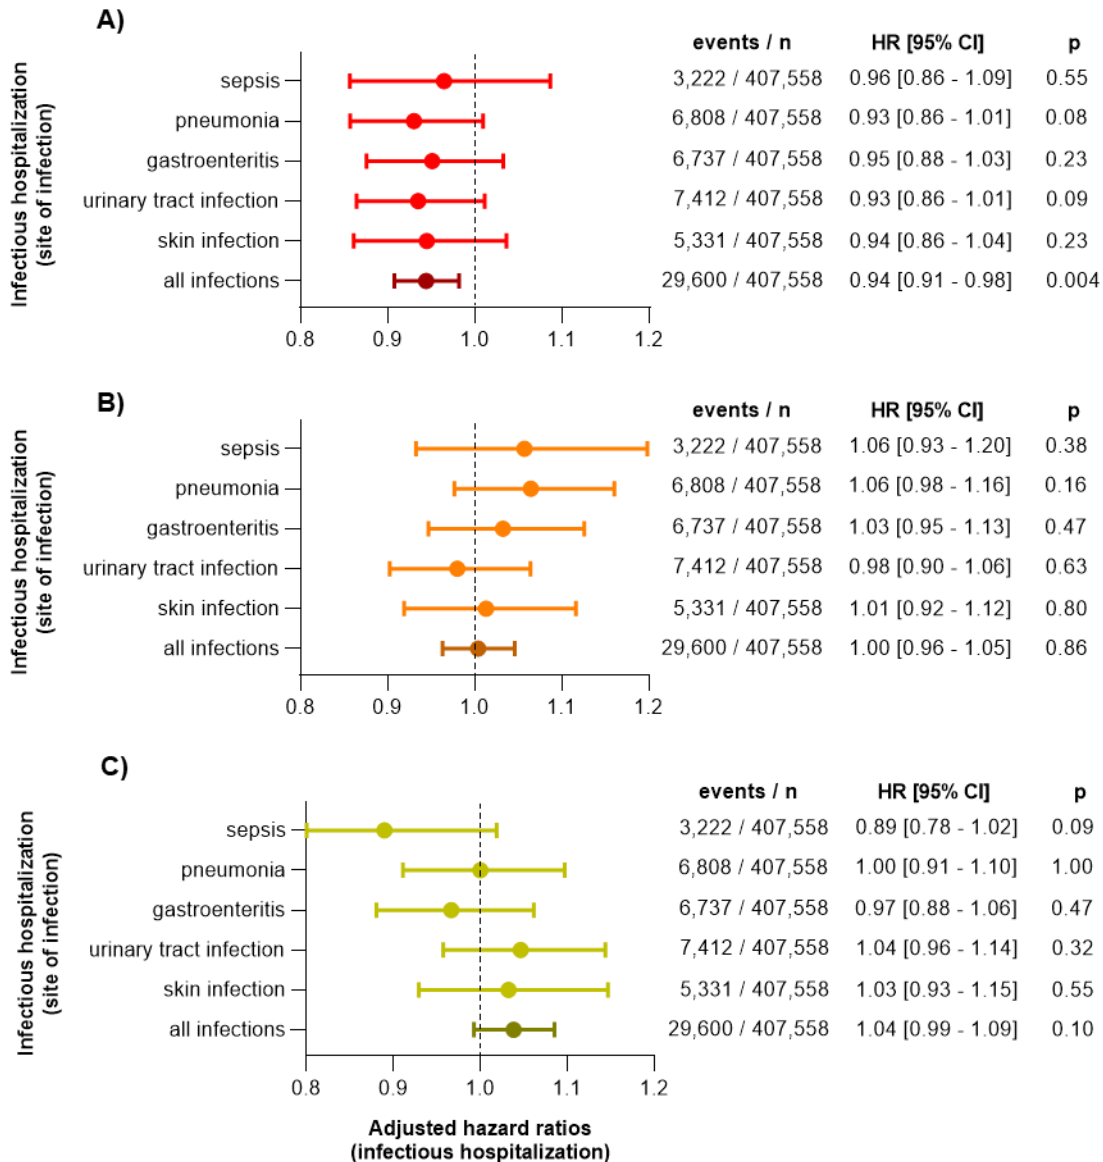 A)
events / n HR [95% CI] p
Infectious hospitalization
(site of infection)
sepsis 3,222 / 407,558 0.96 [0.86 - 1.09] 0.55
pneumonia 6,808 / 407,558 0.93 [0.86 - 1.01] 0.08
gastroenteritis 6,737 / 407,558 0.95 [0.88 - 1.03] 0.23
urinary tract infection 7,412 / 407,558 0.93 [0.86 - 1.01] 0.09
skin infection 5,331 / 407,558 0.94 [0.86 - 1.04] 0.23
all infections 29,600 / 407,558 0.94 [0.91 - 0.98] 0.004
0.8 0.9 1.0 1.1 1.2
B)
events / n HR [95% CI] p
Infectious hospitalization
(site of infection)
sepsis 3,222 / 407,558 1.06 [0.93 - 1.20] 0.38
pneumonia 6,808 / 407,558 1.06 [0.98 - 1.16] 0.16
gastroenteritis 6,737 / 407,558 1.03 [0.95 - 1.13] 0.47
urinary tract infection 7,412 / 407,558 0.98 [0.90 - 1.06] 0.63
skin infection 5,331 / 407,558 1.01 [0.92 - 1.12] 0.80
all infections 29,600 / 407,558 1.00 [0.96 - 1.05] 0.86
0.8 0.9 1.0 1.1 1.2
C)
events / n HR [95% CI] p
Infectious hospitalization
(site of infection)
sepsis 3,222 / 407,558 0.89 [0.78 - 1.02] 0.09
pneumonia 6,808 / 407,558 1.00 [0.91 - 1.10] 1.00
gastroenteritis 6,737 / 407,558 0.97 [0.88 - 1.06] 0.47
urinary tract infection 7,412 / 407,558 1.04 [0.96 - 1.14] 0.32
skin infection 5,331 / 407,558 1.03 [0.93 - 1.15] 0.55
all infections 29,600 / 407,558 1.04 [0.99 - 1.09] 0.10
0.8 0.9 1.0 1.1 1.2
Adjusted hazard ratios
(infectious hospitalization)